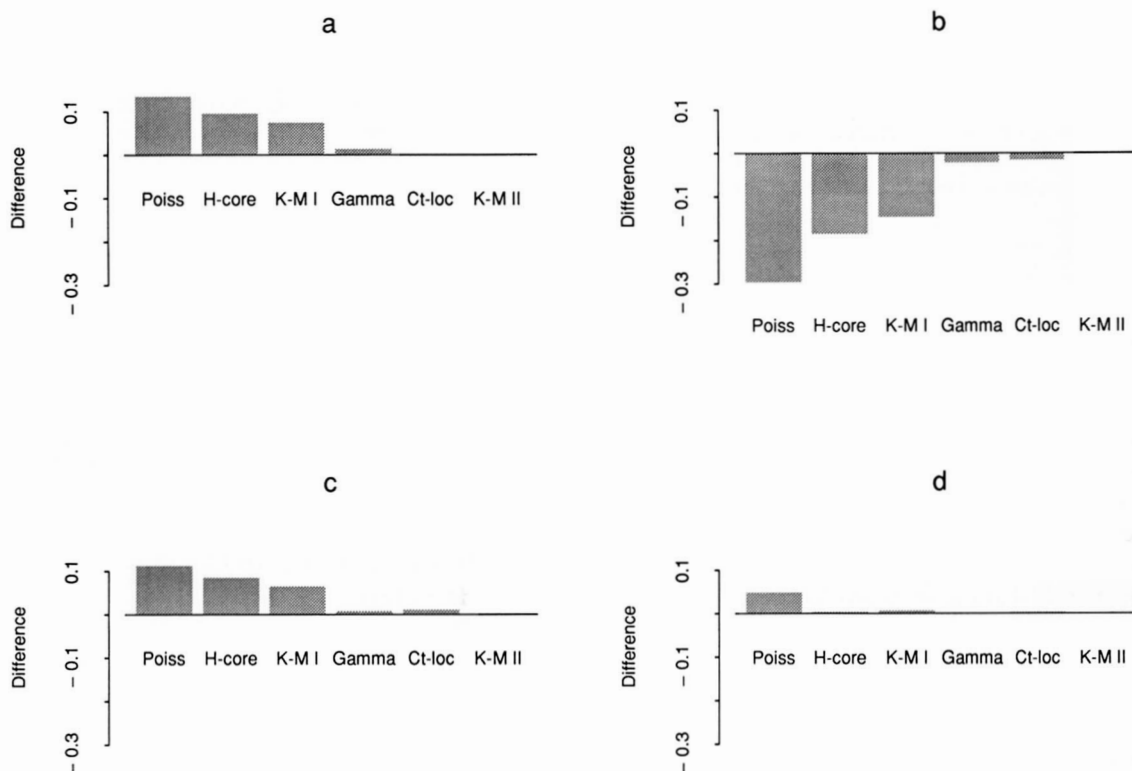 a
Difference
0.1
− 0.1
− 0.3
Poiss H-core K-M I Gamma Ct-loc K-M II
b
Difference
0.1
− 0.1
− 0.3
Poiss H-core K-M I Gamma Ct-loc K-M II
c
Difference
0.1
− 0.1
− 0.3
Poiss H-core K-M I Gamma Ct-loc K-M II
d
Difference
0.1
− 0.1
− 0.3
Poiss H-core K-M I Gamma Ct-loc K-M II